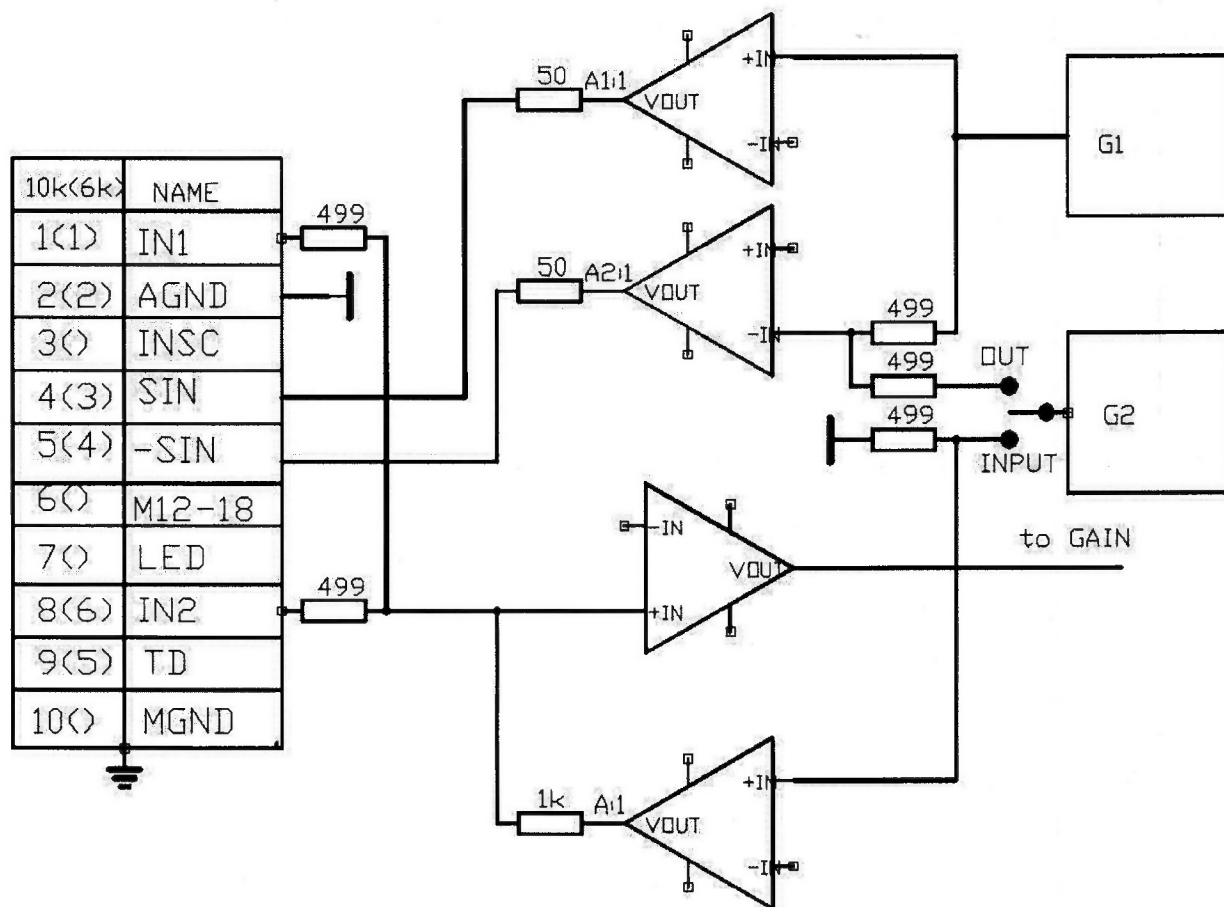 10k(6k) NAME
1(1) IN1
2(2) AGND
3() INSC
4(3) SIN
5(4) -SIN
6() M12-18
7() LED
8(6) IN2
9(5) TD
10() MGND
499
499
50
A1:1
VOUT
+IN
-IN
50
A2:1
VOUT
+IN
-IN
499
499
499
OUT
INPUT
G1
G2
-IN
+IN
VOUT
to GAIN
1k
A:1
VOUT
+IN
-IN